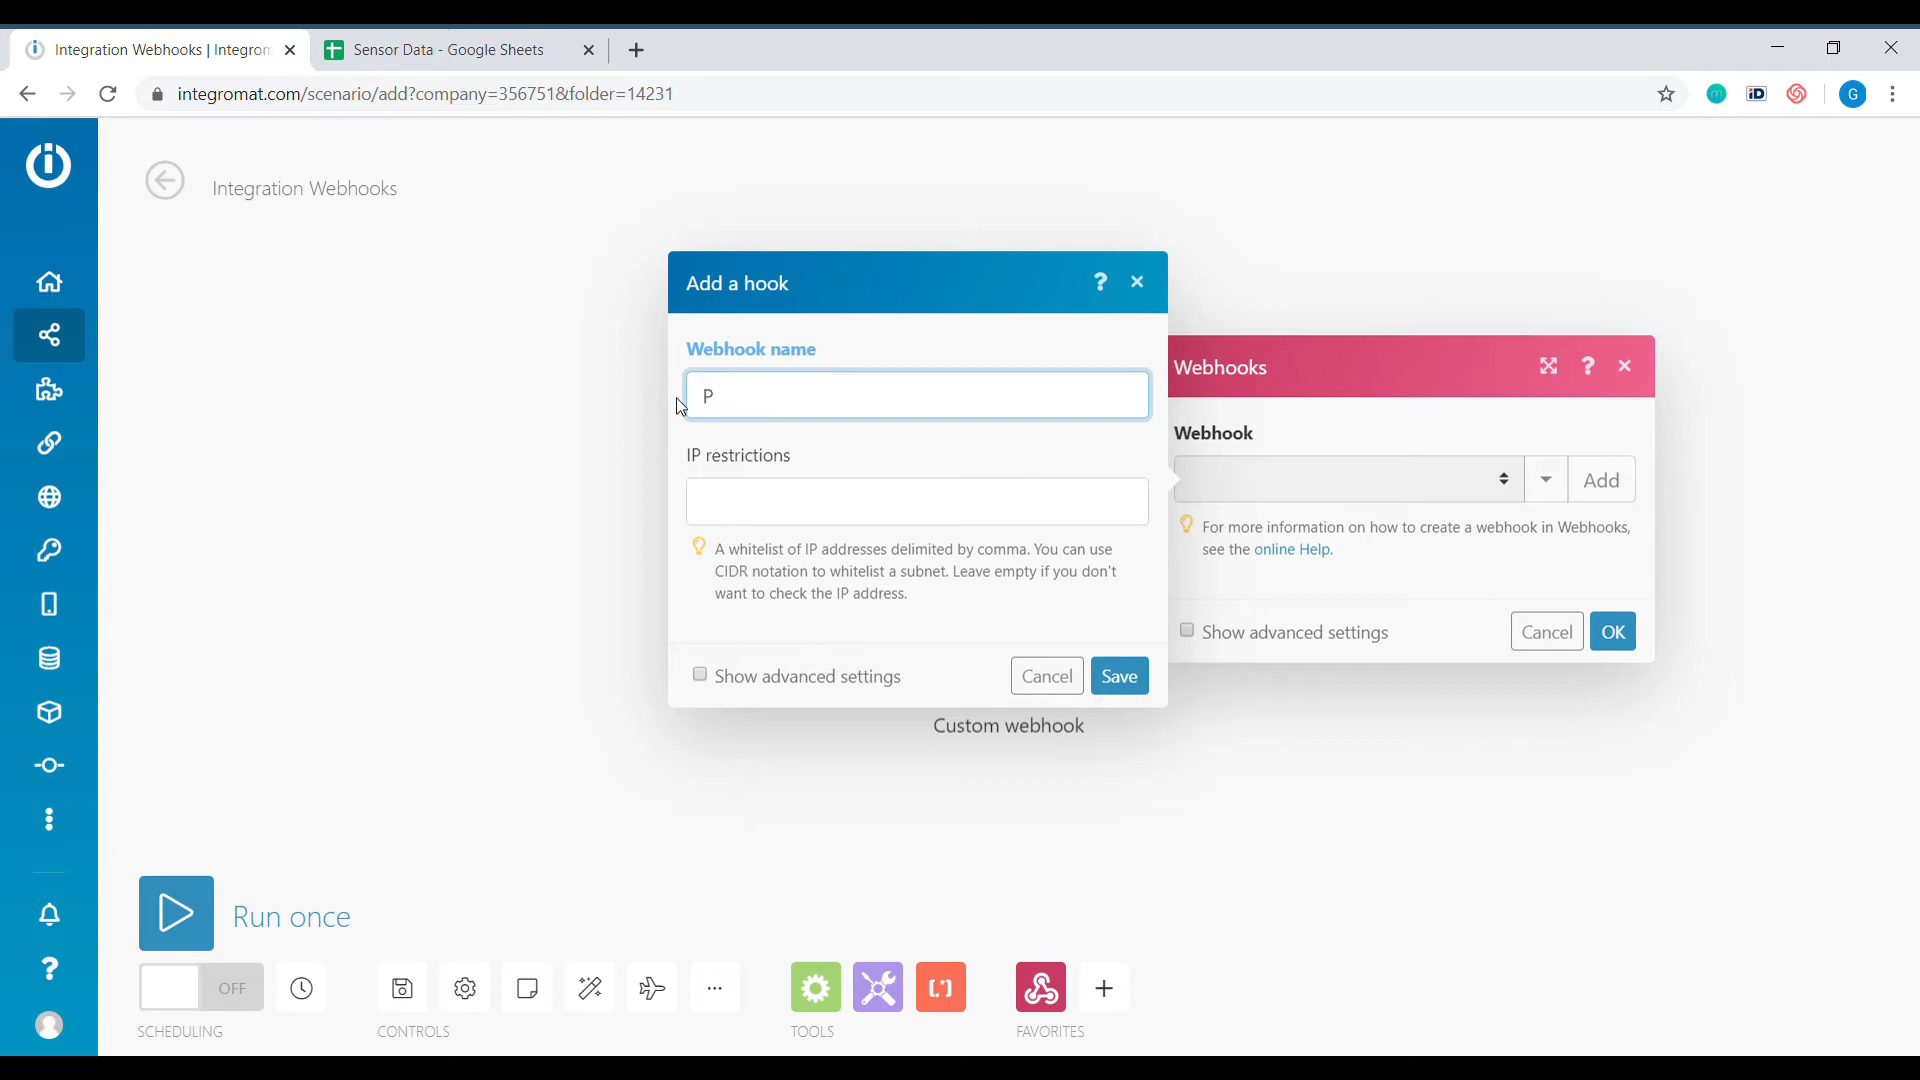 Integration Webhooks | Integrom
Sensor Data - Google Sheets
integromat.com/scenario/add?company=356751&folder=14231
iD
G
Integration Webhooks
Add a hook
?
Webhook name
P
IP restrictions
A whitelist of IP addresses delimited by comma. You can use
CIDR notation to whitelist a subnet. Leave empty if you don't
want to check the IP address.
Show advanced settings
Cancel
Save
Webhooks
?
Webhook
Add
For more information on how to create a webhook in Webhooks,
see the online Help.
Show advanced settings
Cancel
OK
Custom webhook
Run once
OFF
SCHEDULING
CONTROLS
TOOLS
FAVORITES